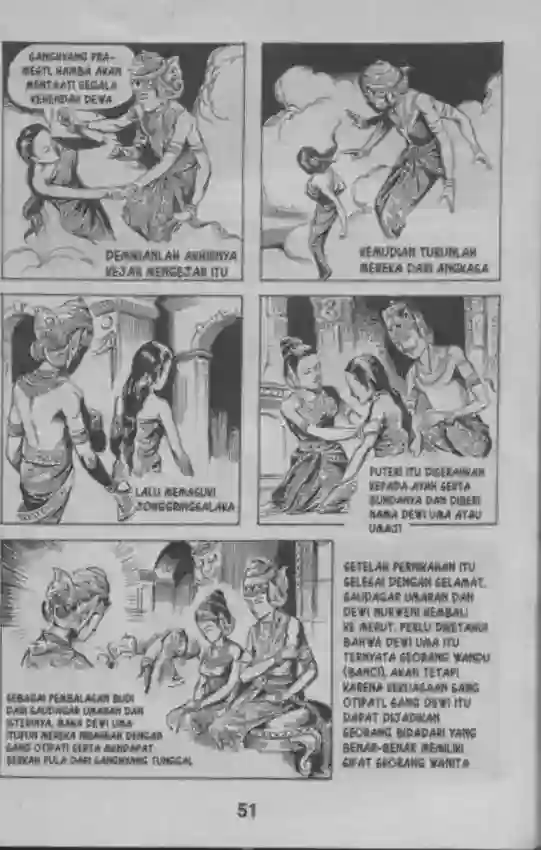 SANGHYANG PRA-
MESTI, HAMBA AKAN
MENTAATI SEGALA
KEHENDAK DEWA
DEMIKIANLAH AKHIRNYA
KEJAR MENGEJAR ITU
KEMUDIAN TURUNLAH
MEREKA DARI ANGKASA
LALU MEMASUKI
JONGGRINGSALAKA
PUTERI ITU DISERAHKAN
KEPADA AYAH SERTA
BUNDANYA DAN DIBERI
NAMA DEWI UMA ATAU
UMAJI
SEBAGAI PEMBALASAN BUDI
DARI SAUDAGAR UMARAN DAN
ISTERINYA, MAKA DEWI UMA
ITUPUN MEREKA NIKAHKAN DENGAN
SANG OTIPATI SERTA MENDAPAT
BERKAH PULA DARI SANGHYANG TUNGGAL
SETELAH PERNIKAHAN ITU
SELESAI DENGAN SELAMAT,
SAUDAGAR UMARAN DAN
DEWI NURWENI KEMBALI
KE MERUT. PERLU DIKETAHUI
BAHWA DEWI UMA ITU
TERNYATA SEORANG WANDU
(BANCI), AKAN TETAPI
KARENA KEKUASAAN SANG
OTIPATI, SANG DEWI ITU
DAPAT DIJADIKAN
SEORANG BIDADARI YANG
BENAR-BENAR MEMILIKI
SIFAT SEORANG WANITA
51